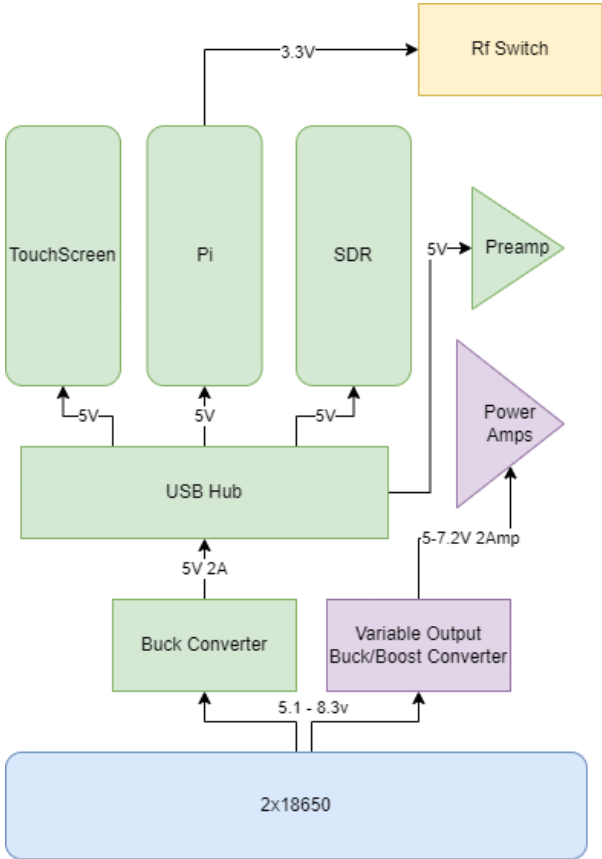 3.3V
Rf Switch
TouchScreen
Pi
SDR
5V
Preamp
5V
5V
5V
Power
Amps
USB Hub
5V 2A
5-7.2V 2Amp
Buck Converter
Variable Output
Buck/Boost Converter
5.1 - 8.3v
2x18650